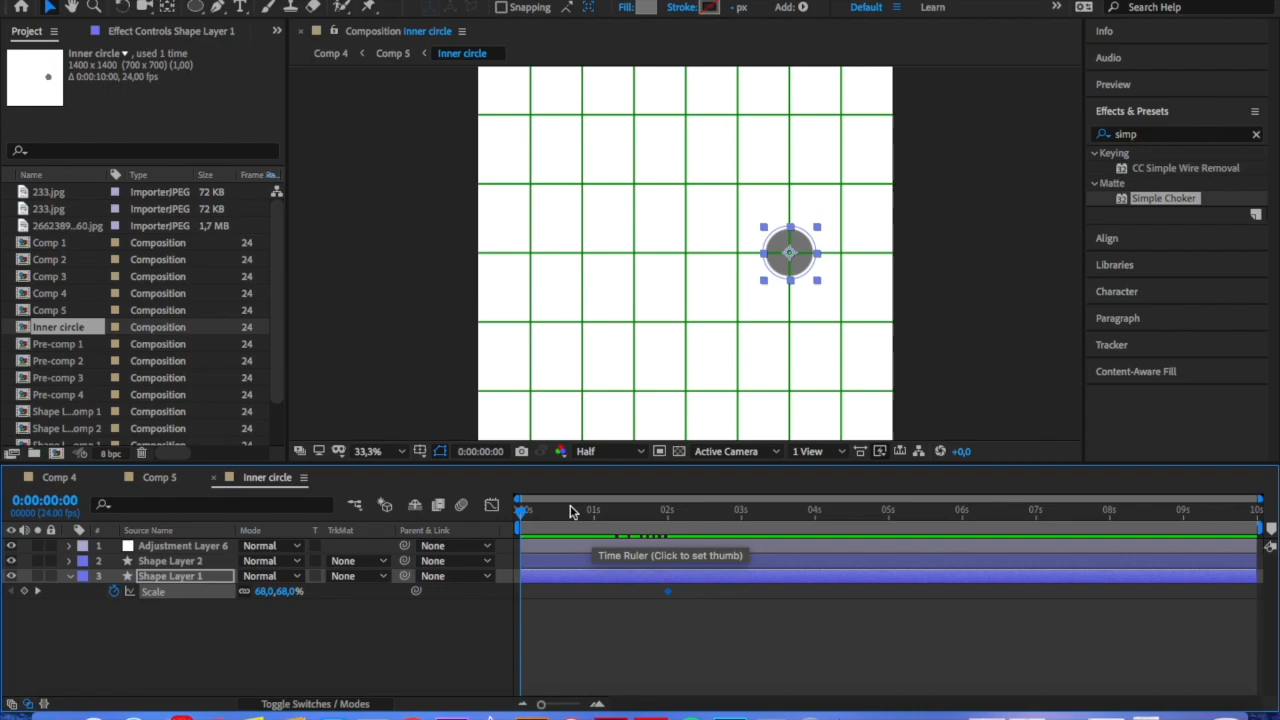 Snapping Fill: Stroke: - px Add: Default Learn Search Help
Project Effect Controls Shape Layer 1
Composition Inner circle
Comp 4 Comp 5 Inner circle
Inner circle , used 1 time
1400 x 1400 (700 x 700) (1,00)
Δ 0:00:10:00, 24,00 fps
Name Type Size Frame Ra...
233.jpg ImporterJPEG 72 KB
233.jpg ImporterJPEG 72 KB
2662389...60.jpg ImporterJPEG 1,7 MB
Comp 1 Composition 24
Comp 2 Composition 24
Comp 3 Composition 24
Comp 4 Composition 24
Comp 5 Composition 24
Inner circle Composition 24
Pre-comp 1 Composition 24
Pre-comp 2 Composition 24
Pre-comp 3 Composition 24
Pre-comp 4 Composition 24
Shape L...omp 1 Composition 24
Shape L...omp 2 Composition 24
8 bpc
33,3% 0:00:00:00 Half Active Camera 1 View +0,0
Info
Audio
Preview
Effects & Presets
simp
Keying
CC Simple Wire Removal
Matte
Simple Choker
Align
Libraries
Character
Paragraph
Tracker
Content-Aware Fill
Comp 4 Comp 5 Inner circle
0:00:00:00
00000 (24.00 fps)
01s 02s 03s 04s 05s 06s 07s 08s 09s 10s
# Source Name Mode T TrkMat Parent & Link
1 Adjustment Layer 6 Normal None
2 Shape Layer 2 Normal None None
3 Shape Layer 1 Normal None None
Scale 68,0,68,0%
Time Ruler (Click to set thumb)
Toggle Switches / Modes